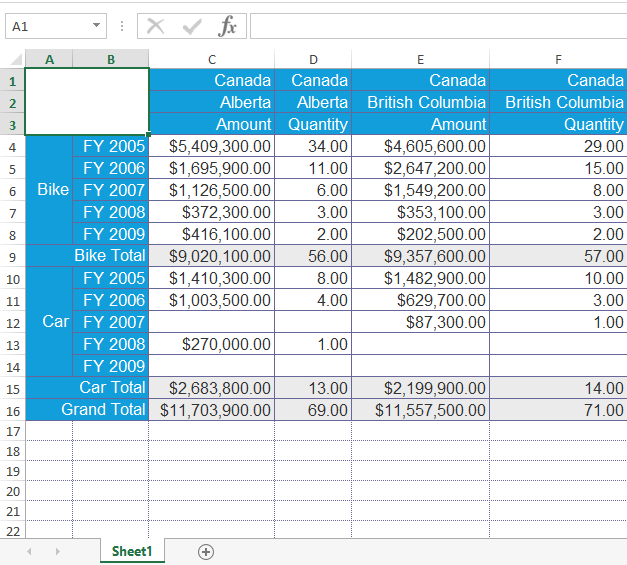 A1 fx
A B C D E F
1 Canada Canada Canada Canada
2 Alberta Alberta British Columbia British Columbia
3 Amount Quantity Amount Quantity
4 FY 2005 $5,409,300.00 34.00 $4,605,600.00 29.00
5 FY 2006 $1,695,900.00 11.00 $2,647,200.00 15.00
6 Bike FY 2007 $1,126,500.00 6.00 $1,549,200.00 8.00
7 FY 2008 $372,300.00 3.00 $353,100.00 3.00
8 FY 2009 $416,100.00 2.00 $202,500.00 2.00
9 Bike Total $9,020,100.00 56.00 $9,357,600.00 57.00
10 FY 2005 $1,410,300.00 8.00 $1,482,900.00 10.00
11 FY 2006 $1,003,500.00 4.00 $629,700.00 3.00
12 Car FY 2007 $87,300.00 1.00
13 FY 2008 $270,000.00 1.00
14 FY 2009
15 Car Total $2,683,800.00 13.00 $2,199,900.00 14.00
16 Grand Total $11,703,900.00 69.00 $11,557,500.00 71.00
17
18
19
20
21
22
Sheet1